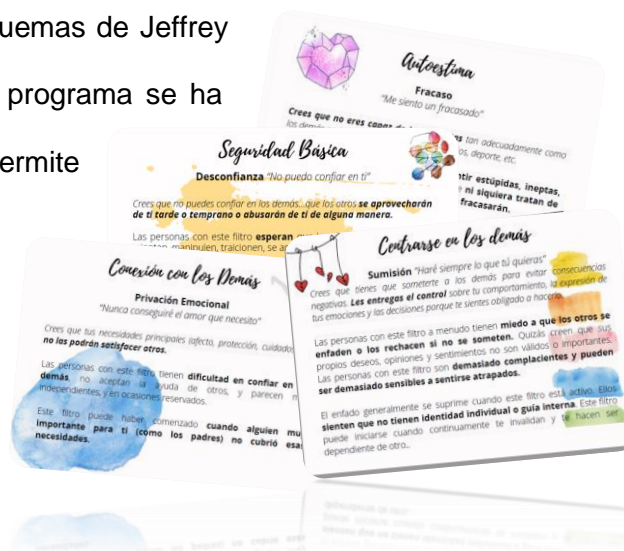 uemas de Jeffrey
programa se ha
ermite
Autoestima
Fracaso
"Me siento un fracasado"
Crees que no eres capaz de tan adecuadamente como
los demás deporte, etc.
estúpidas, ineptas,
ni siquiera tratan de
fracasarán.
Seguridad Básica
Desconfianza "No puedo confiar en ti"
Crees que no puedes confiar en los demás...que los otros se aprovecharán
de ti tarde o temprano o abusarán de ti de alguna manera.
Las personas con este filtro esperan
manipulen, traicionen, se
Conexión con los Demás
Privación Emocional
"Nunca conseguiré el amor que necesito"
Crees que tus necesidades principales (afecto, protección, cuidado
no las podrán satisfacer otros.
Las personas con este filtro tienen dificultad en confiar en
demás, no aceptan la ayuda de otros, y parecen
independientes, y en ocasiones reservados.
Este filtro puede haber comenzado cuando alguien
importante para ti (como los padres) no cubrió
necesidades.
Centrarse en los demás
Sumisión "Haré siempre lo que tú quieras"
Crees que tienes que someterte a los demás para evitar consecuencias
negativas. Les entregas el control sobre tu comportamiento, la expresión de
tus emociones y las decisiones porque te sientes obligado a hacerlo.
Las personas con este filtro a menudo tienen miedo a que los otros se
enfaden o los rechacen si no se someten. Quizás creen que sus
propios deseos, opiniones y sentimientos no son válidos o importantes.
Las personas con este filtro son demasiado complacientes y pueden
ser demasiado sensibles a sentirse atrapados.
El enfado generalmente se suprime cuando este filtro está activo. Ellos
sienten que no tienen identidad individual o guía interna. Este filtro
puede iniciarse cuando continuamente te invalidan y te hacen ser
dependiente de otro..